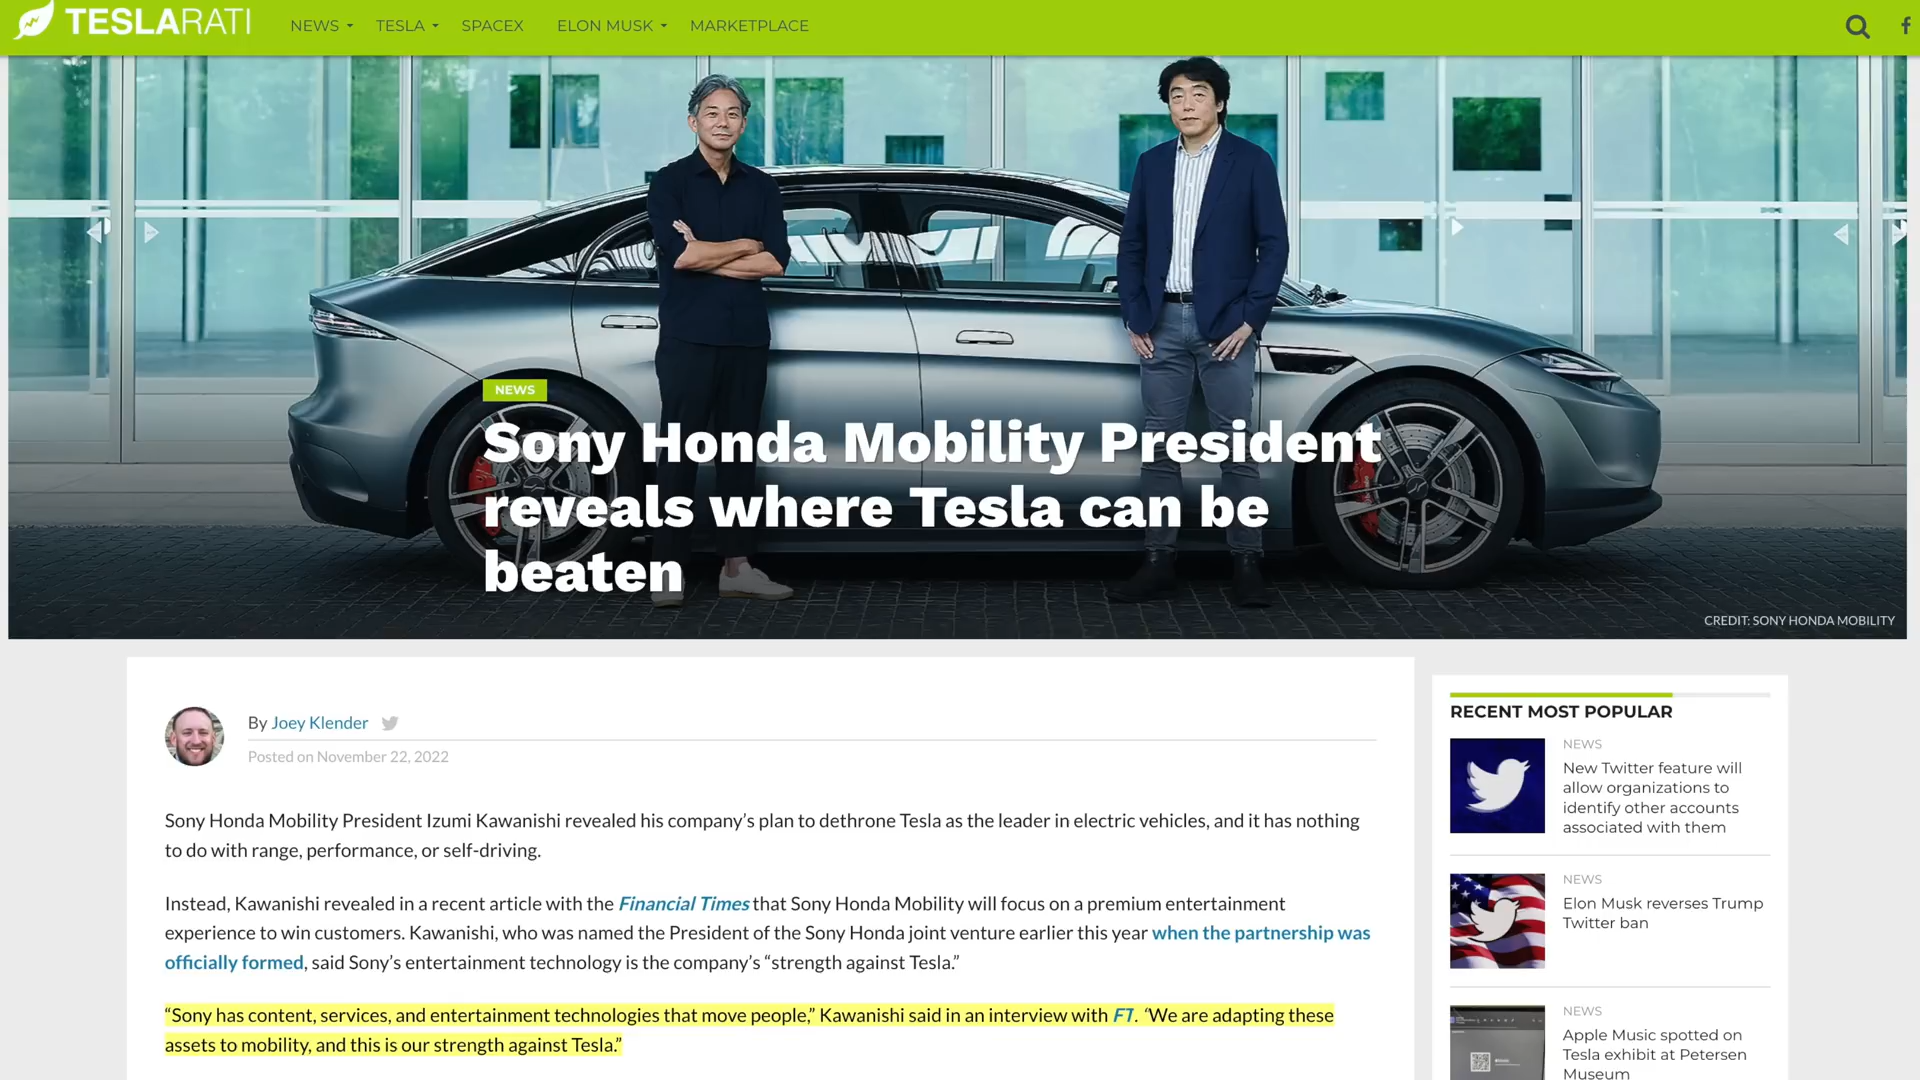 TESLARATI
NEWS TESLA SPACEX ELON MUSK MARKETPLACE
NEWS
Sony Honda Mobility President
reveals where Tesla can be
beaten
CREDIT: SONY HONDA MOBILITY
By Joey Klender
Posted on November 22, 2022
Sony Honda Mobility President Izumi Kawanishi revealed his company’s plan to dethrone Tesla as the leader in electric vehicles, and it has nothing
to do with range, performance, or self-driving.
Instead, Kawanishi revealed in a recent article with the Financial Times that Sony Honda Mobility will focus on a premium entertainment
experience to win customers. Kawanishi, who was named the President of the Sony Honda joint venture earlier this year when the partnership was
officially formed, said Sony’s entertainment technology is the company’s “strength against Tesla.”
“Sony has content, services, and entertainment technologies that move people,” Kawanishi said in an interview with FT. “We are adapting these
assets to mobility, and this is our strength against Tesla.”
RECENT MOST POPULAR
NEWS
New Twitter feature will
allow organizations to
identify other accounts
associated with them
NEWS
Elon Musk reverses Trump
Twitter ban
NEWS
Apple Music spotted on
Tesla exhibit at Petersen
Museum